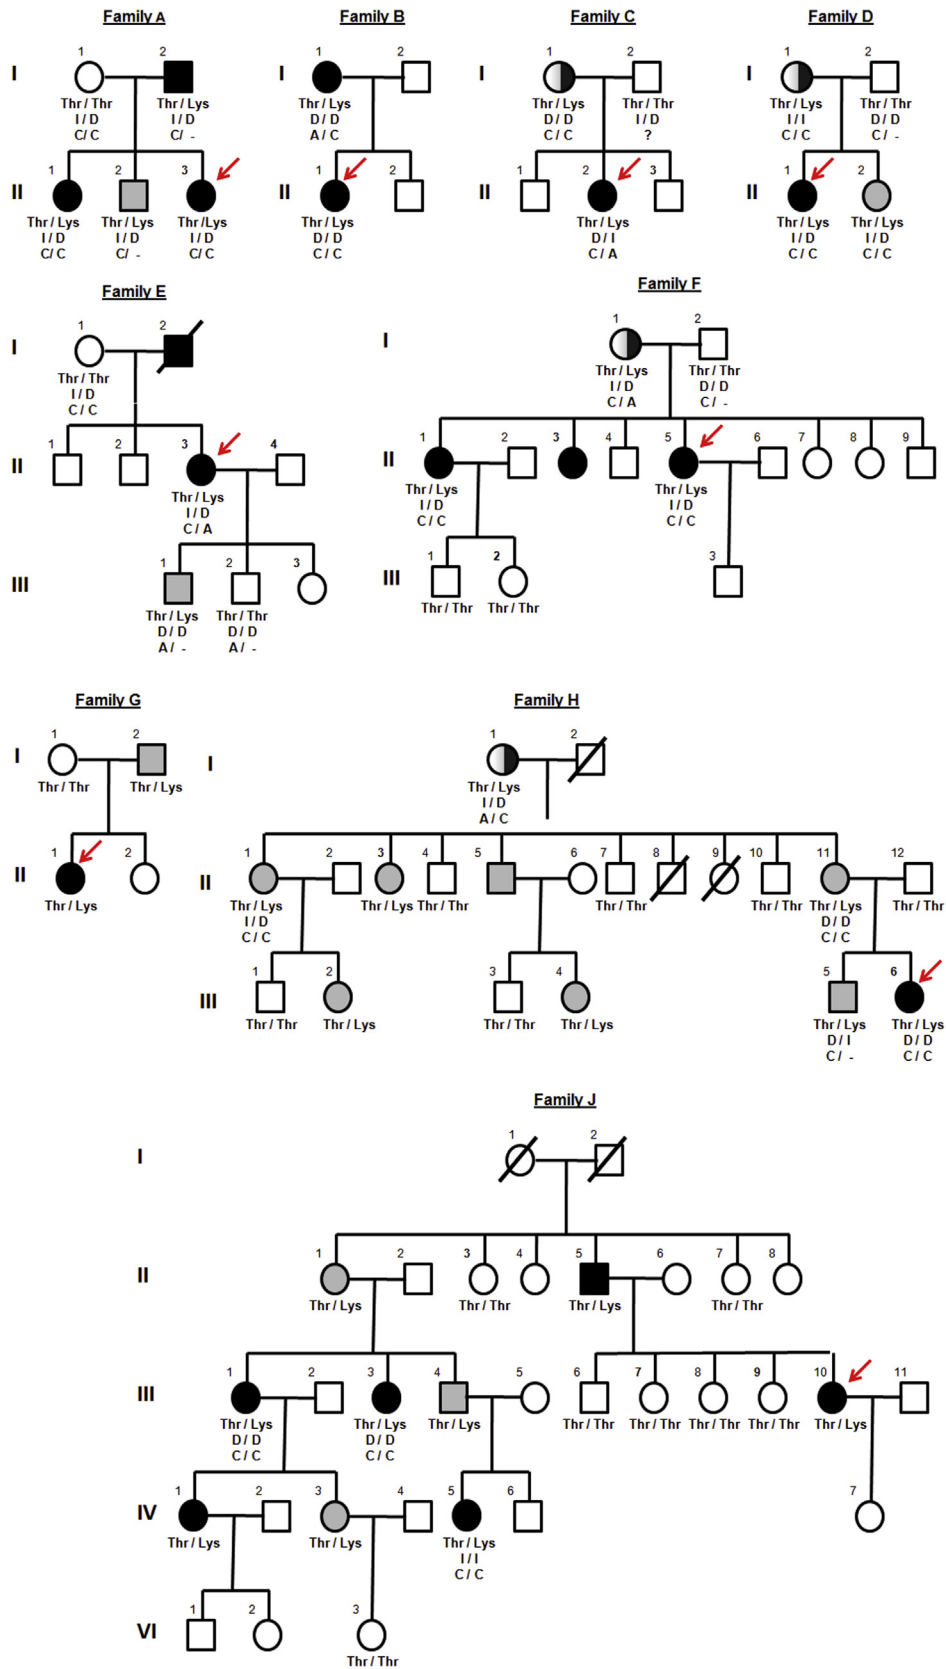 Family A
Family B
Family C
Family D
I
1
2
Thr / Thr
I / D
C/ C
Thr / Lys
I / D
C/ -
I
1
2
Thr / Lys
D / D
A / C
I
1
2
Thr / Lys
D / D
C / C
Thr / Thr
I / D
?
I
1
2
Thr / Lys
I / I
C / C
Thr / Thr
D / D
C / -
II
1
2
3
Thr / Lys
I / D
C/ C
Thr / Lys
I / D
C/ -
Thr /Lys
I / D
C/ C
II
1
2
Thr / Lys
D / D
C / C
II
1
2
3
Thr / Lys
D / I
C / A
II
1
2
Thr / Lys
I / D
C / C
Thr / Lys
I / D
C / C
Family E
I
1
2
Thr / Thr
I / D
C / C
II
1
2
3
4
Thr / Lys
I / D
C / A
III
1
2
3
Thr / Lys
D / D
A / -
Thr / Thr
D / D
A / -
Family F
I
1
2
Thr / Lys
I / D
C / A
Thr / Thr
D / D
C / -
II
1
2
3
4
5
6
7
8
9
Thr / Lys
I / D
C / C
Thr / Lys
I / D
C / C
III
1
2
3
Thr / Thr
Thr / Thr
Family G
I
1
2
Thr / Thr
Thr / Lys
II
1
2
Thr / Lys
Family H
I
1
2
Thr / Lys
I / D
A / C
II
1
2
3
4
5
6
7
8
9
10
11
12
Thr / Lys
I / D
C / C
Thr / Lys
Thr / Thr
Thr / Thr
Thr / Thr
Thr / Lys
D / D
C / C
Thr / Thr
III
1
2
3
4
5
6
Thr / Thr
Thr / Lys
Thr / Thr
Thr / Lys
Thr / Lys
D / I
C / -
Thr / Lys
D / D
C / C
Family J
I
1
2
II
1
2
3
4
5
6
7
8
Thr / Lys
Thr / Thr
Thr / Lys
Thr / Thr
III
1
2
3
4
5
6
7
8
9
10
11
Thr / Lys
D / D
C / C
Thr / Lys
D / D
C / C
Thr / Lys
Thr / Thr
Thr / Thr
Thr / Thr
Thr / Thr
Thr / Lys
IV
1
2
3
4
5
6
7
Thr / Lys
Thr / Lys
Thr / Lys
I / I
C / C
VI
1
2
3
Thr / Thr